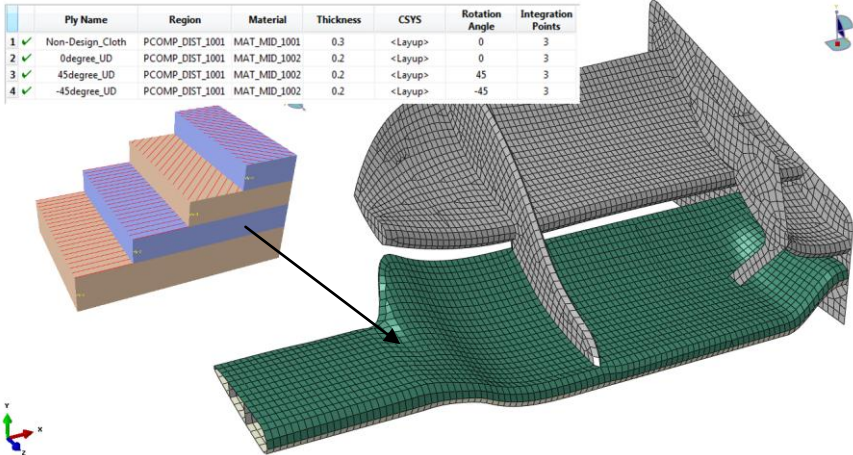 Ply Name Region Material Thickness CSYS Rotation Angle Integration Points
1 Non-Design_Cloth PCOMP_DIST_1001 MAT_MID_1001 0.3 <Layup> 0 3
2 0degree_UD PCOMP_DIST_1001 MAT_MID_1002 0.2 <Layup> 0 3
3 45degree_UD PCOMP_DIST_1001 MAT_MID_1002 0.2 <Layup> 45 3
4 -45degree_UD PCOMP_DIST_1001 MAT_MID_1002 0.2 <Layup> -45 3
Y
X
Z